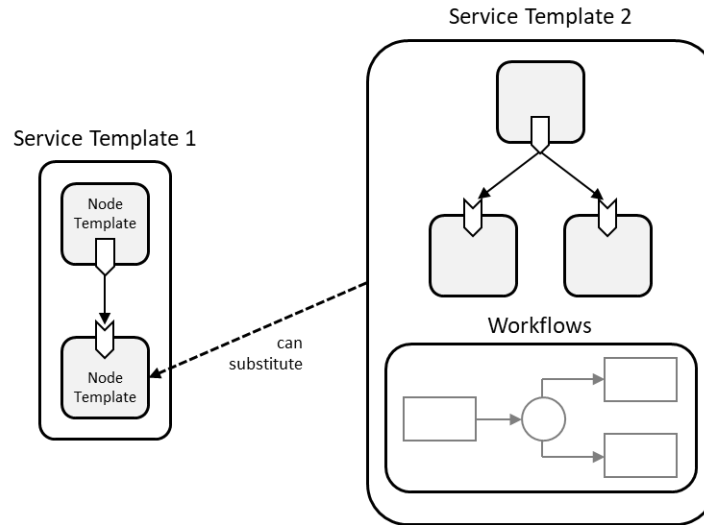 Service Template 2
Service Template 1
Node
Template
can
substitute
Node
Template
Workflows